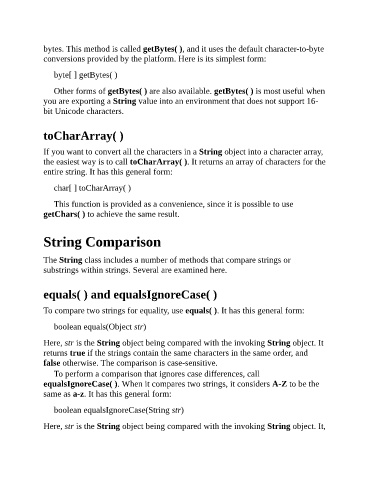 bytes. This method is called getBytes( ), and it uses the default character-to-byte
conversions provided by the platform. Here is its simplest form:
byte[ ] getBytes( )
Other forms of getBytes( ) are also available. getBytes( ) is most useful when
you are exporting a String value into an environment that does not support 16-
bit Unicode characters.
toCharArray( )
If you want to convert all the characters in a String object into a character array,
the easiest way is to call toCharArray( ). It returns an array of characters for the
entire string. It has this general form:
char[ ] toCharArray( )
This function is provided as a convenience, since it is possible to use
getChars( ) to achieve the same result.
String Comparison
The String class includes a number of methods that compare strings or
substrings within strings. Several are examined here.
equals( ) and equalsIgnoreCase( )
To compare two strings for equality, use equals( ). It has this general form:
boolean equals(Object str)
Here, str is the String object being compared with the invoking String object. It
returns true if the strings contain the same characters in the same order, and
false otherwise. The comparison is case-sensitive.
To perform a comparison that ignores case differences, call
equalsIgnoreCase( ). When it compares two strings, it considers A-Z to be the
same as a-z. It has this general form:
boolean equalsIgnoreCase(String str)
Here, str is the String object being compared with the invoking String object. It,